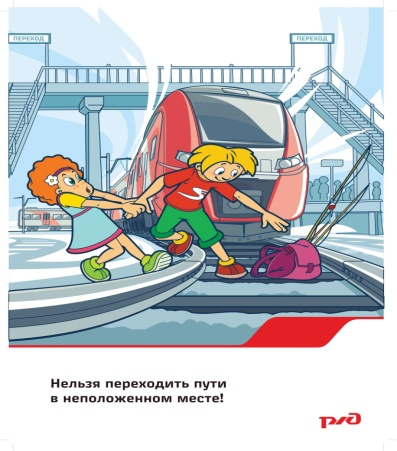 ПЕРЕХОД
ПЕРЕХОД
Нельзя переходить пути
в неположенном месте!
РЖД